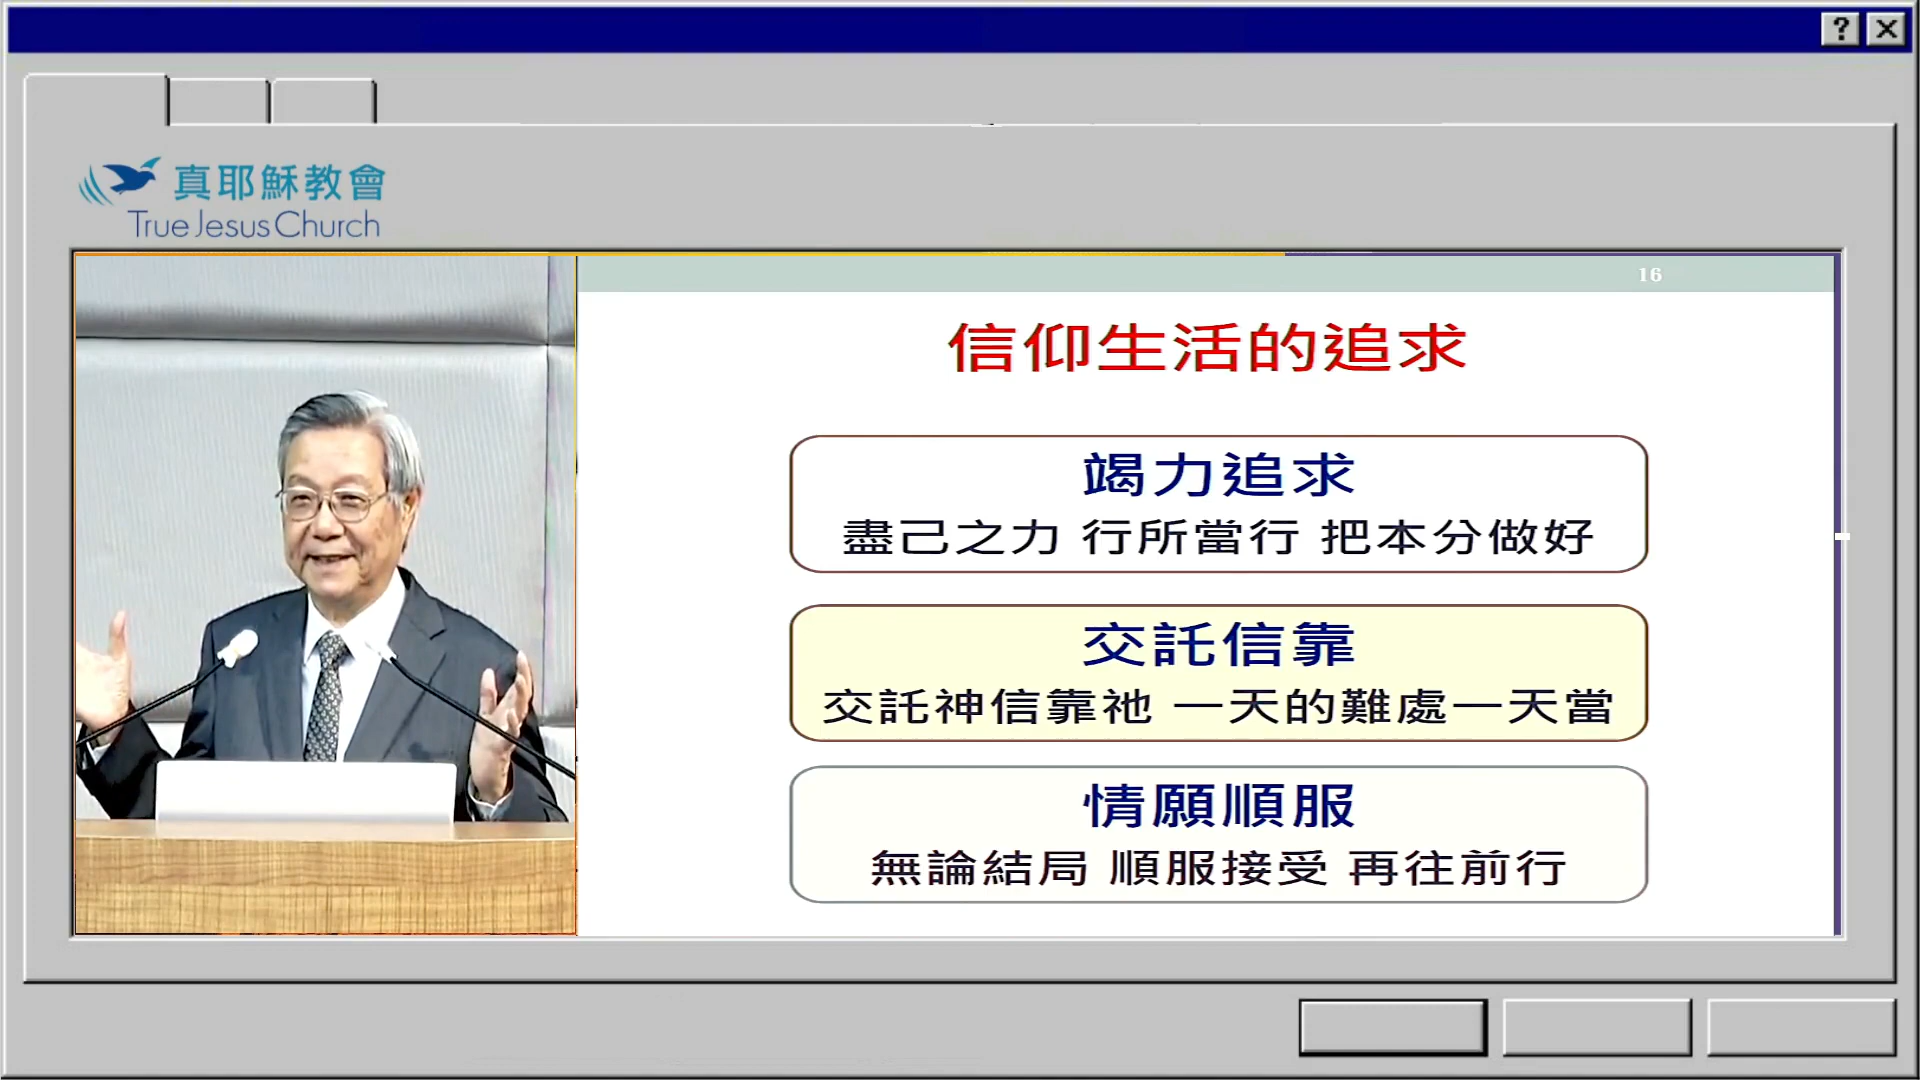 真耶穌教會
True Jesus Church
16
信仰生活的追求
竭力追求
盡己之力 行所當行 把本分做好
交託信靠
交託神信靠祂 一天的難處一天當
情願順服
無論結局 順服接受 再往前行